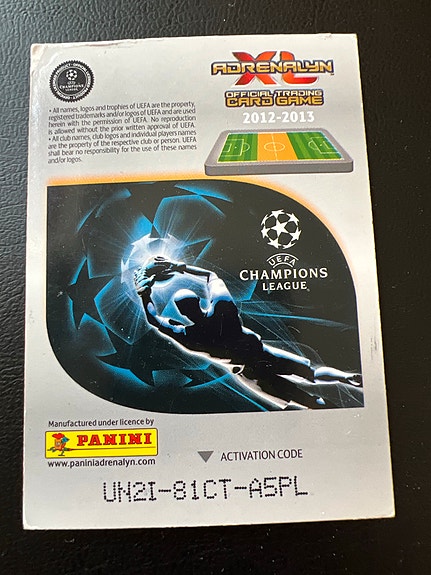 • All names, logos and trophies of UEFA are the property,
registered trademarks and/or logos of UEFA and are used
herein with the permission of UEFA. No reproduction
is allowed without the prior written approval of UEFA.
• All club names, club logos and individual players names
are the property of the respective club or person. UEFA
shall bear no responsibility for the use of these names
and/or logos.
ADRENALYN
XL
OFFICIAL TRADING
CARD GAME
2012-2013
UEFA
CHAMPIONS
LEAGUE
UEFA
CHAMPIONS
LEAGUE®
Manufactured under licence by
PANINI
www.paniniadrenalyn.com
ACTIVATION CODE
UN2I-81CT-A5PL